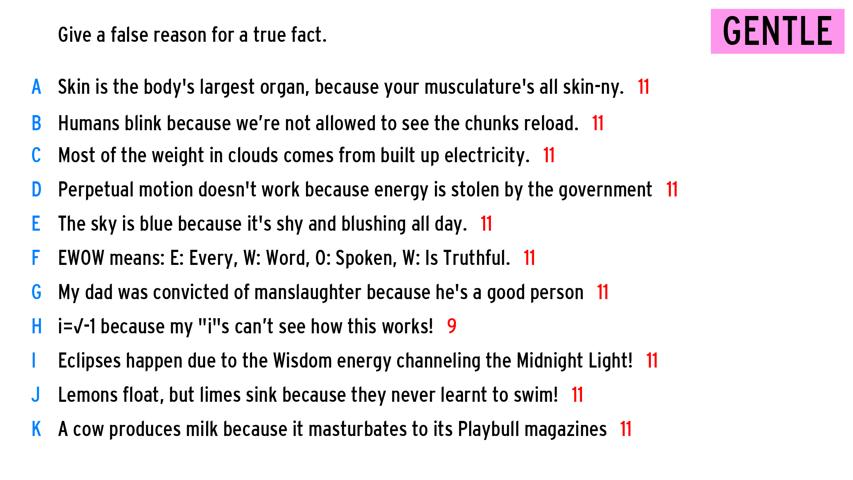 Give a false reason for a true fact.
GENTLE
A Skin is the body's largest organ, because your musculature's all skin-ny. 11
B Humans blink because we’re not allowed to see the chunks reload. 11
C Most of the weight in clouds comes from built up electricity. 11
D Perpetual motion doesn't work because energy is stolen by the government 11
E The sky is blue because it's shy and blushing all day. 11
F EWOW means: E: Every, W: Word, O: Spoken, W: Is Truthful. 11
G My dad was convicted of manslaughter because he's a good person 11
H i=√-1 because my "i"s can’t see how this works! 9
I Eclipses happen due to the Wisdom energy channeling the Midnight Light! 11
J Lemons float, but limes sink because they never learnt to swim! 11
K A cow produces milk because it masturbates to its Playbull magazines 11